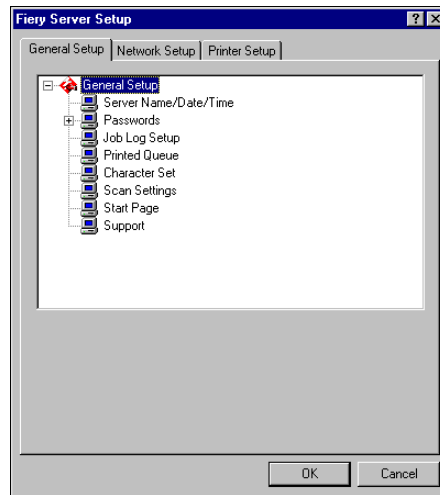 Fiery Server Setup
General Setup Network Setup Printer Setup
General Setup
Server Name/Date/Time
Passwords
Job Log Setup
Printed Queue
Character Set
Scan Settings
Start Page
Support
OK Cancel